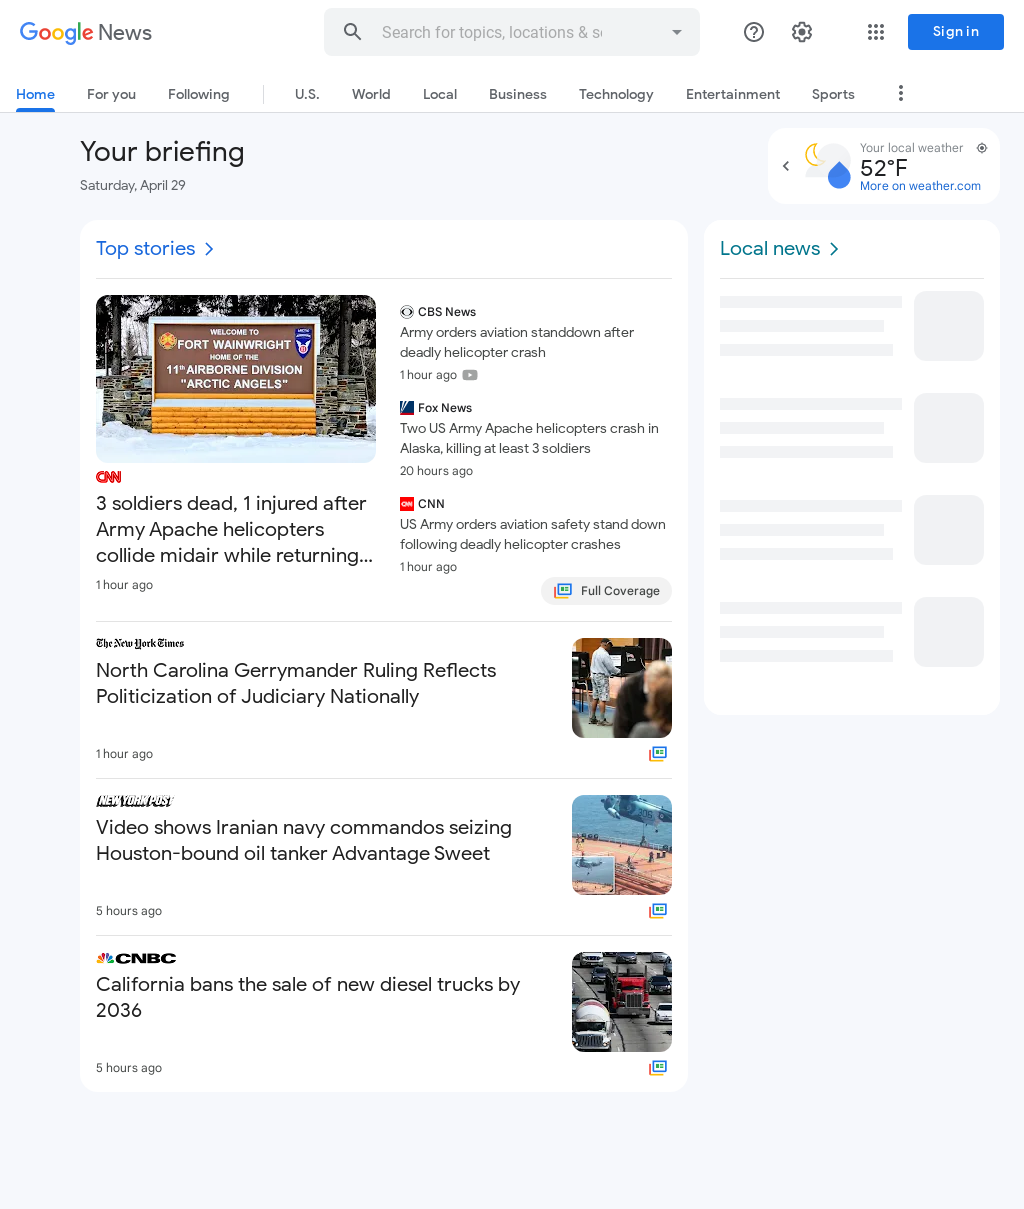 Google News
Search for topics, locations & so
Sign in
Home
For you
Following
U.S.
World
Local
Business
Technology
Entertainment
Sports
Your briefing
Saturday, April 29
Your local weather
52°F
More on weather.com
Top stories
WELCOME TO
FORT WAINWRIGHT
HOME OF THE
11th AIRBORNE DIVISION
"ARCTIC ANGELS"
CNN
3 soldiers dead, 1 injured after
Army Apache helicopters
collide midair while returning...
1 hour ago
CBS News
Army orders aviation standdown after
deadly helicopter crash
1 hour ago
Fox News
Two US Army Apache helicopters crash in
Alaska, killing at least 3 soldiers
20 hours ago
CNN
CNN
US Army orders aviation safety stand down
following deadly helicopter crashes
1 hour ago
Full Coverage
The New York Times
North Carolina Gerrymander Ruling Reflects
Politicization of Judiciary Nationally
1 hour ago
NEW YORK POST
Video shows Iranian navy commandos seizing
Houston-bound oil tanker Advantage Sweet
5 hours ago
CNBC
California bans the sale of new diesel trucks by
2036
5 hours ago
Local news